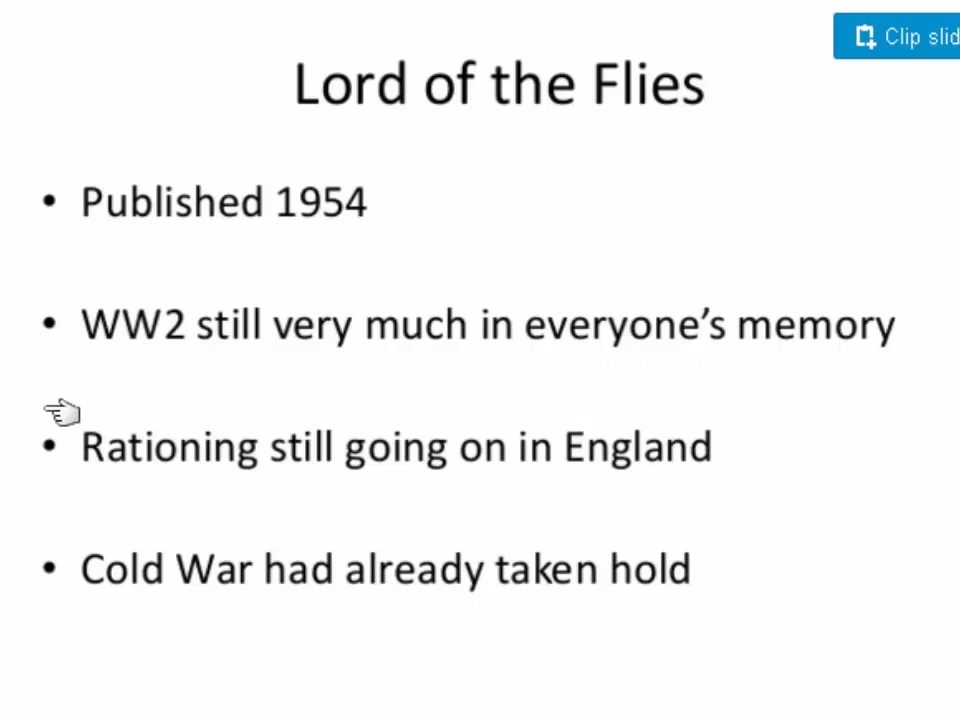 Clip slid
Lord of the Flies
• Published 1954
• WW2 still very much in everyone’s memory
• Rationing still going on in England
• Cold War had already taken hold